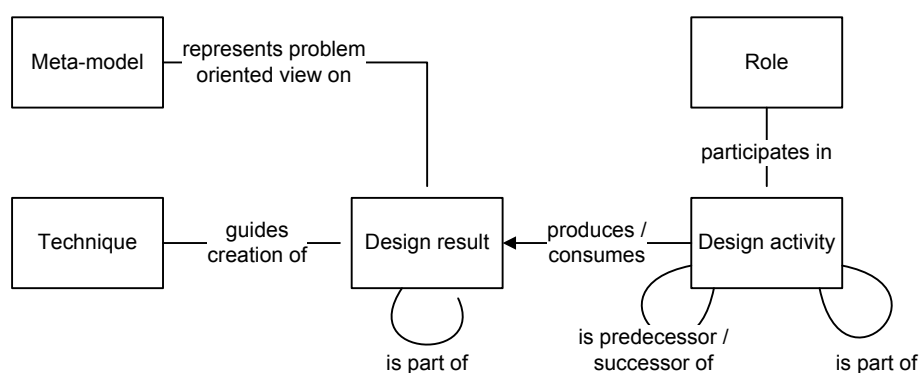 Meta-model
represents problem
oriented view on
Role
participates in
Technique
guides
creation of
Design result
produces /
consumes
Design activity
is part of
is predecessor /
successor of
is part of